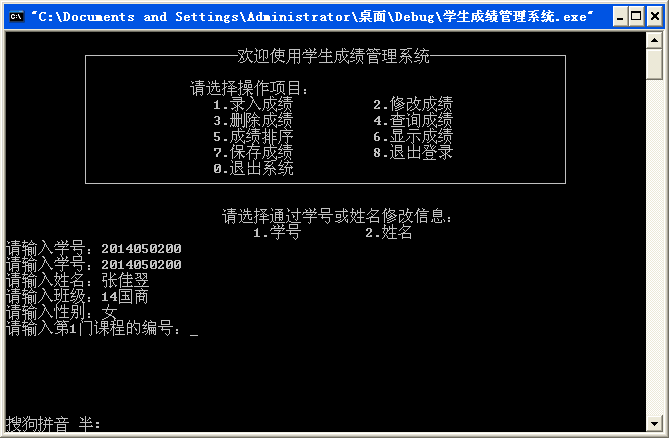 "C:\Documents and Settings\Administrator\桌面\Debug\学生成绩管理系统.exe"
欢迎使用学生成绩管理系统
请选择操作项目:
1.录入成绩 2.修改成绩
3.删除成绩 4.查询成绩
5.成绩排序 6.显示成绩
7.保存成绩 8.退出登录
0.退出系统
请选择通过学号或姓名修改信息:
1.学号 2.姓名
请输入学号: 2014050200
请输入学号: 2014050200
请输入姓名: 张佳翌
请输入班级: 14国商
请输入性别: 女
请输入第1门课程的编号: _
搜狗拼音 半: